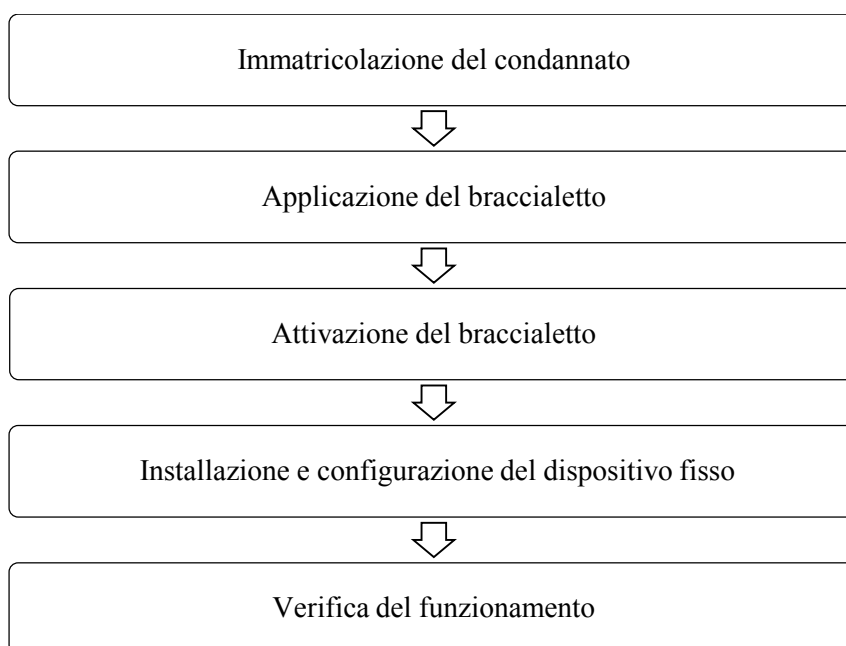 Immatricolazione del condannato
Applicazione del braccialetto
Attivazione del braccialetto
Installazione e configurazione del dispositivo fisso
Verifica del funzionamento